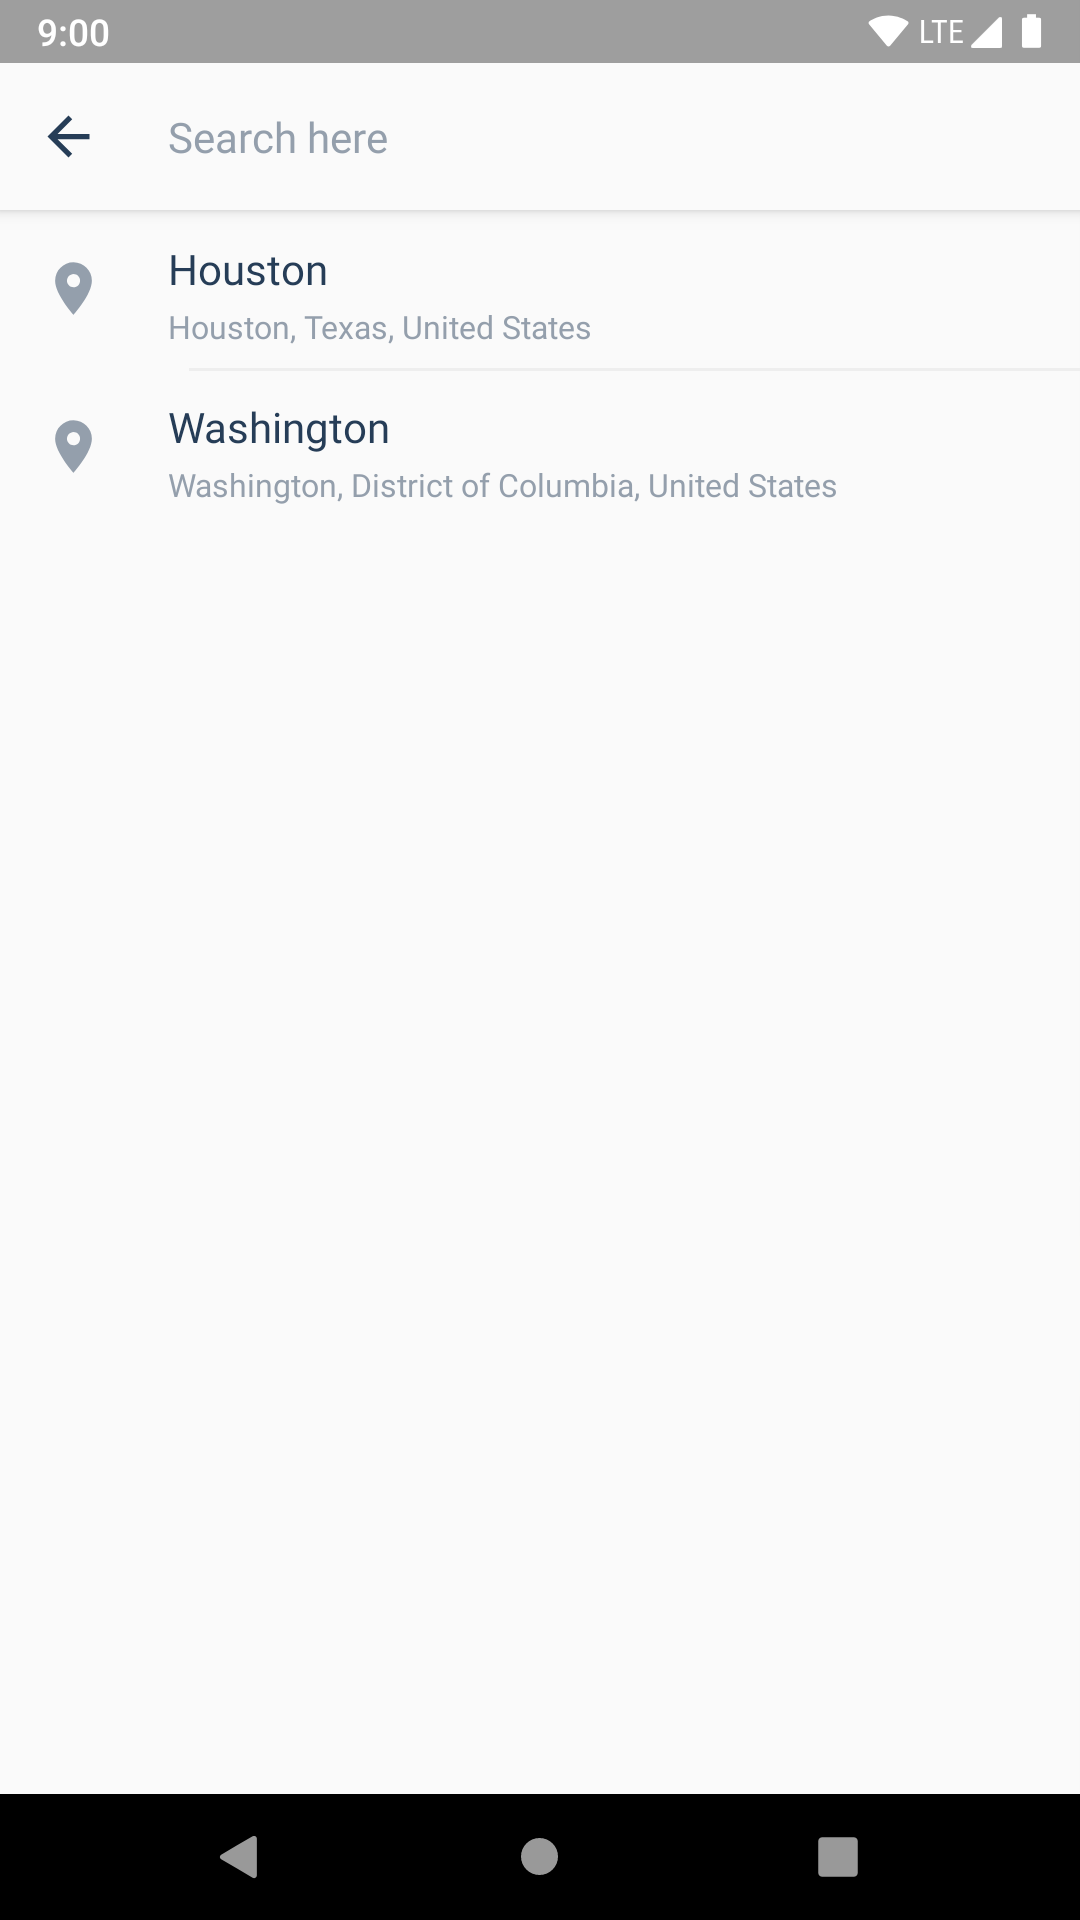 9:00
LTE
Search here
Houston
Houston, Texas, United States
Washington
Washington, District of Columbia, United States